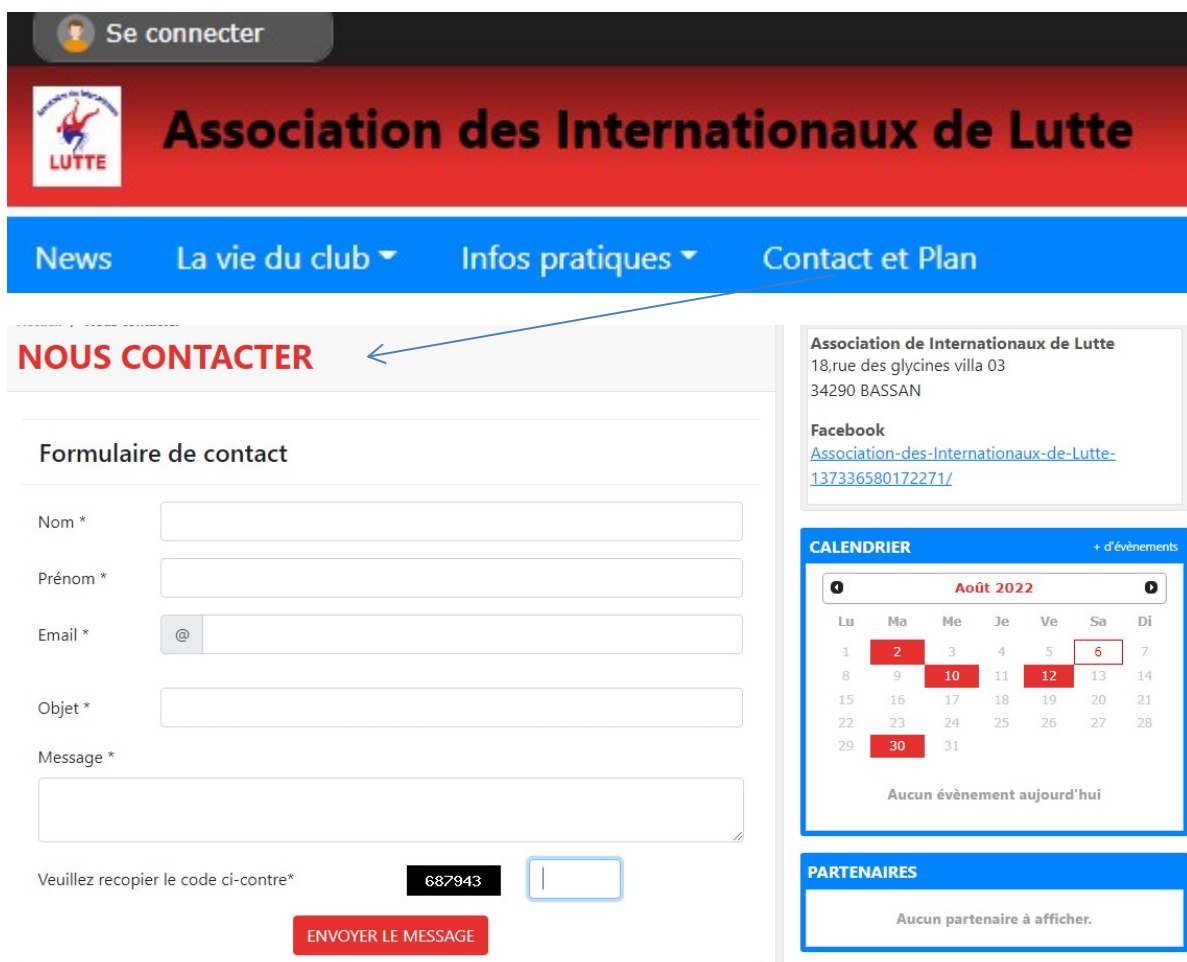 Se connecter
LUTTE
Association des Internationaux de Lutte
News La vie du club Infos pratiques Contact et Plan
NOUS CONTACTER
Formulaire de contact
Nom *
Prénom *
Email * @
Objet *
Message *
Veuillez recopier le code ci-contre* 687943
ENVOYER LE MESSAGE
Association de Internationaux de Lutte
18,rue des glycines villa 03
34290 BASSAN
Facebook
Association-des-Internationaux-de-Lutte-
137336580172271/
CALENDRIER + d'évènements
Août 2022
Lu Ma Me Je Ve Sa Di
1 2 3 4 5 6 7
8 9 10 11 12 13 14
15 16 17 18 19 20 21
22 23 24 25 26 27 28
29 30 31
Aucun évènement aujourd'hui
PARTENAIRES
Aucun partenaire à afficher.